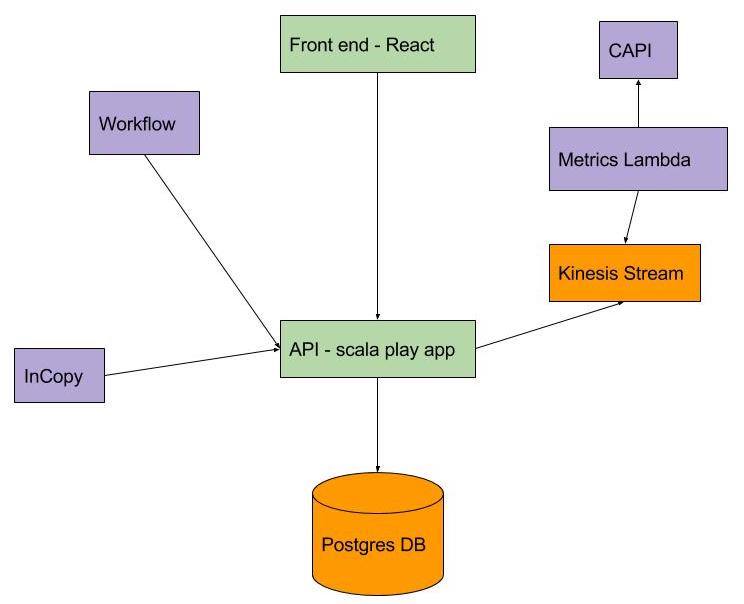 Front end - React
CAPI
Workflow
Metrics Lambda
Kinesis Stream
API - scala play app
InCopy
Postgres DB